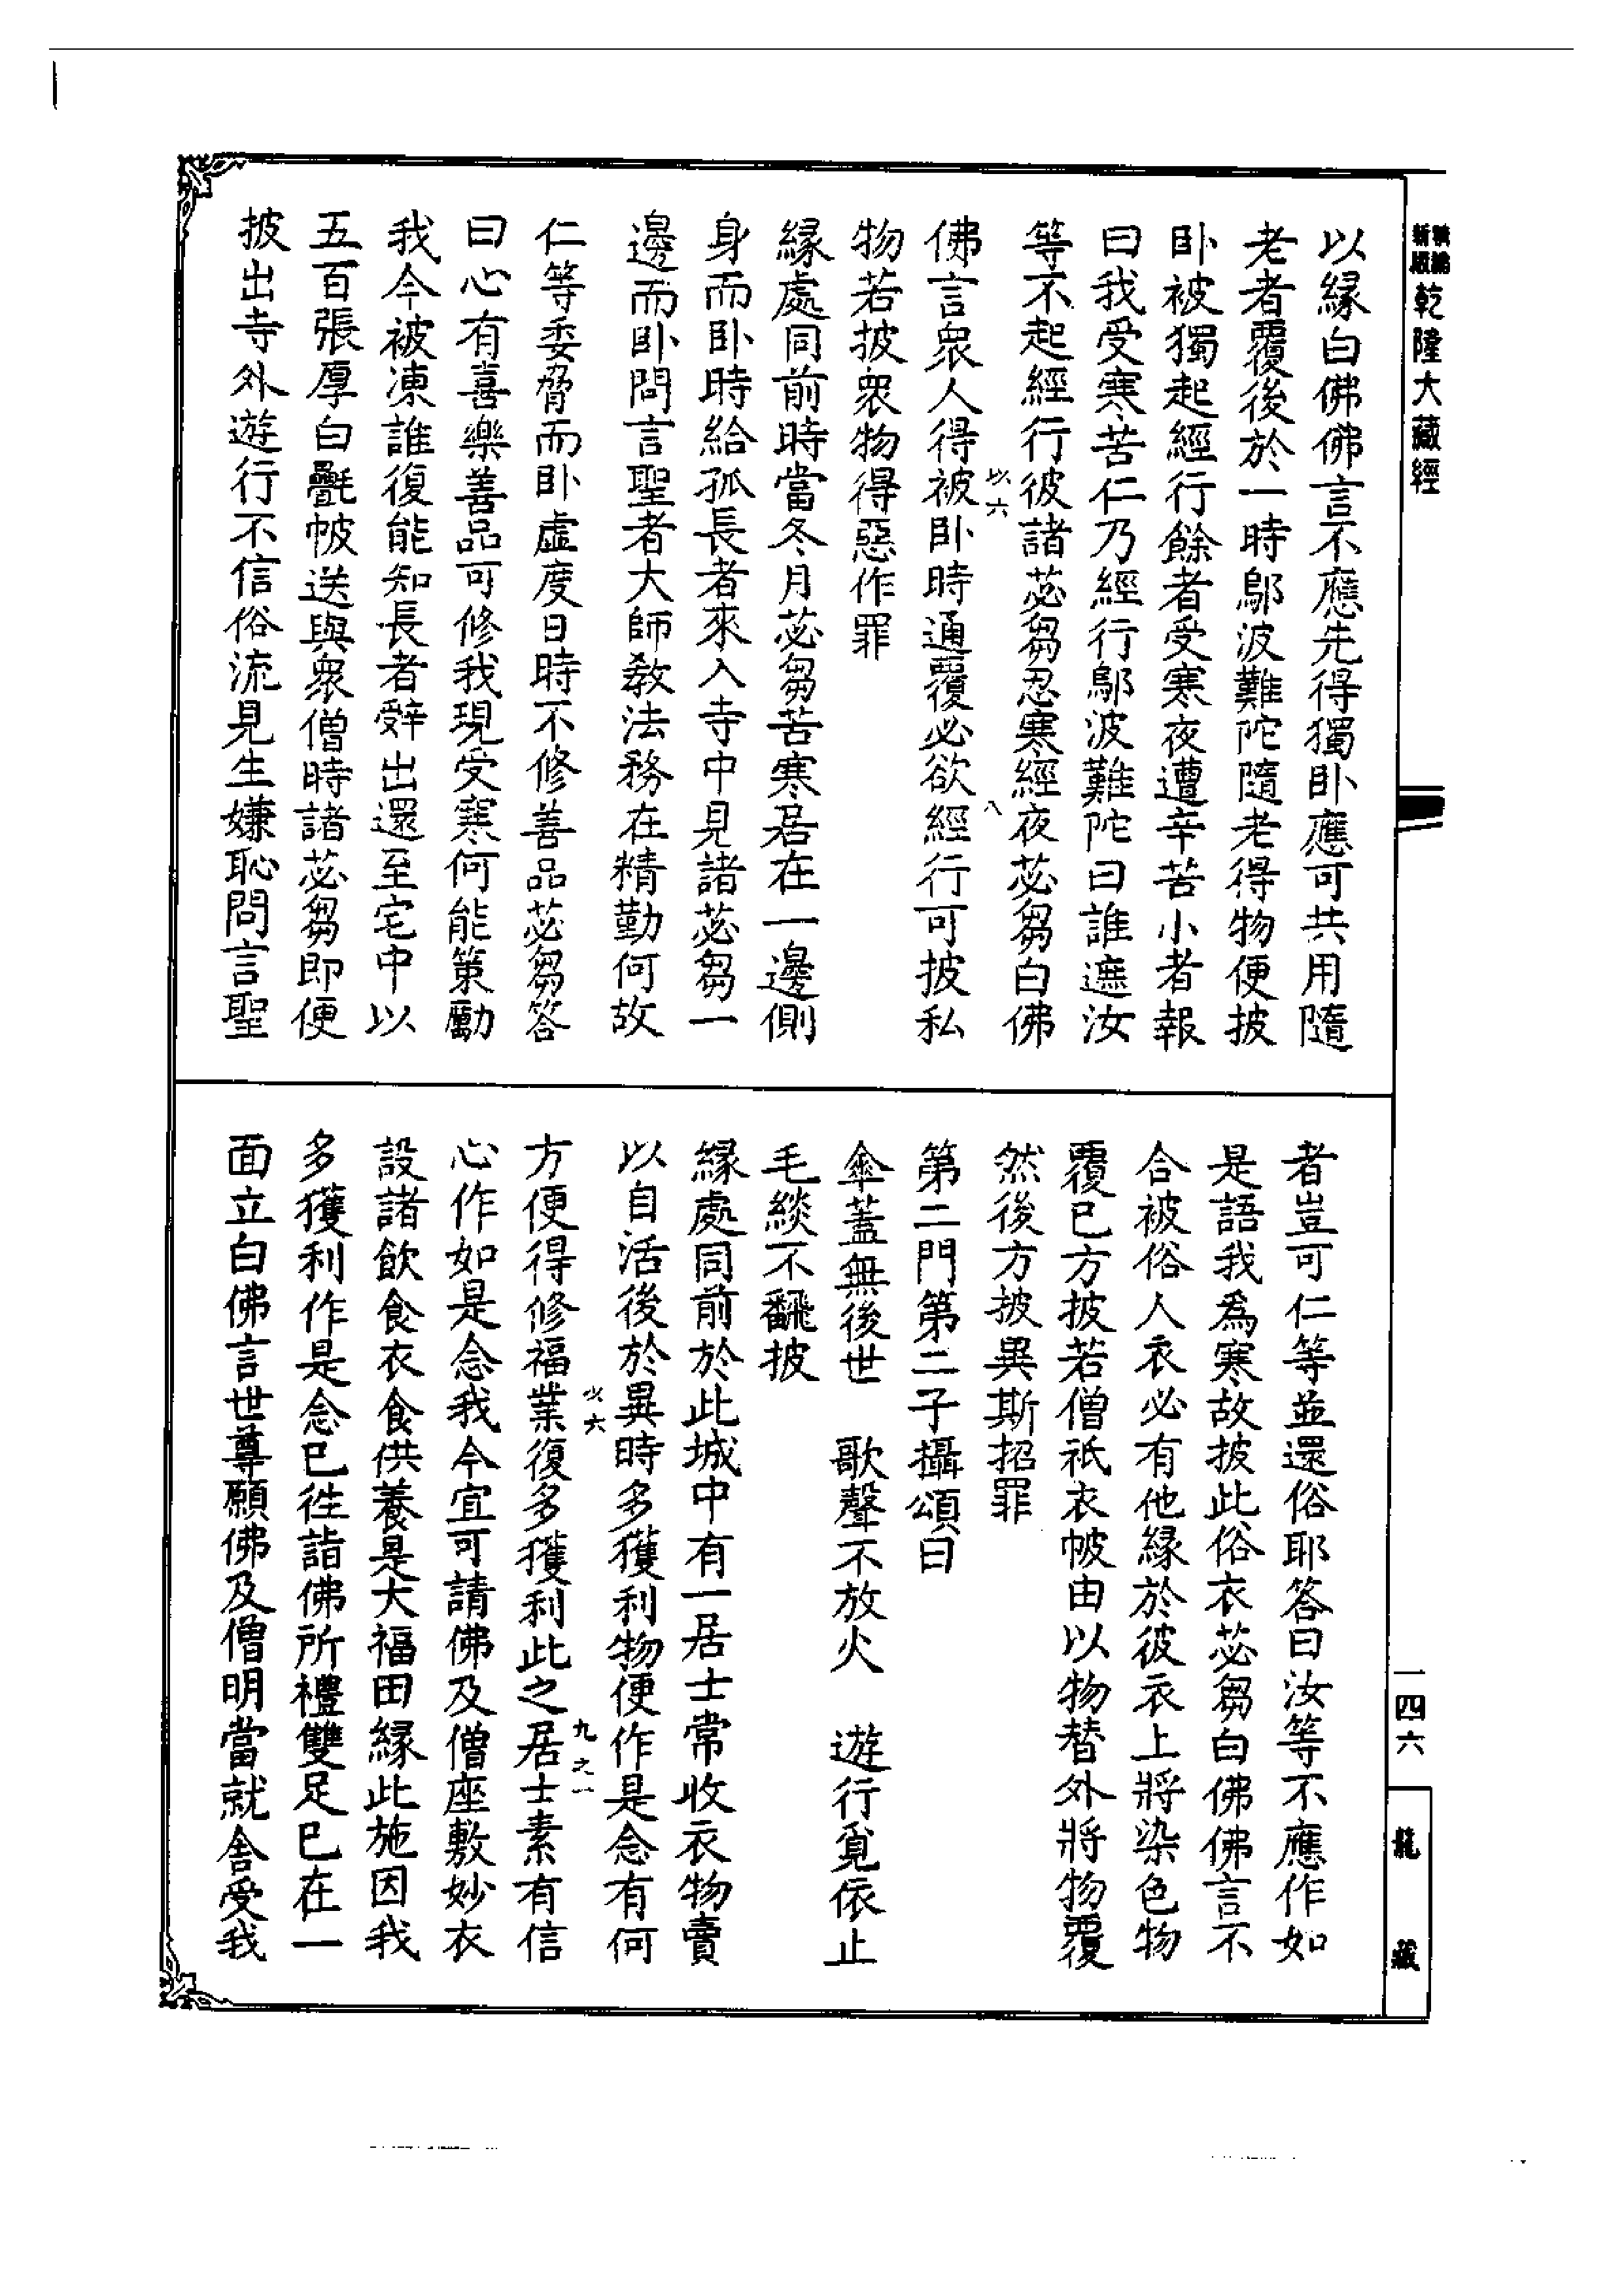 新版
乾隆大藏經
以緣白佛佛言不應先得獨卧應可共用隨
老者覆後於一時鄔波難陀隨老得物便披
卧被獨起經行餘者受寒夜遭辛苦小者報
曰我受寒苦仁乃經行鄔波難陀曰誰遮汝
等不起經行彼諸苾芻忍寒經夜苾芻白佛
以六
八
佛言衆人得被卧時通覆必欲經行可披私
物若披衆物得惡作罪
緣處同前時當冬月苾芻苦寒居在一邊側
身而卧時給孤長者來入寺中見諸苾芻一
邊而卧問言聖者大師敎法務在精勤何故
仁等委脅而卧虛度日時不修善品苾芻答
曰心有喜樂善品可修我現受寒何能策勵
我今被凍誰復能知長者辭出還至宅中以
五百張厚白㲲帔送與衆僧時諸苾芻即便
披出寺外遊行不信俗流見生嫌恥問言聖
者豈可仁等並還俗耶答曰汝等不應作如
是語我爲寒故披此俗衣苾芻白佛佛言不
合被俗人衣必有他緣於彼衣上將染色物
覆已方披若僧祇衣帔由以物替外將物覆
然後方披異斯招罪
第二門第二子攝頌曰
傘蓋無後世 歌聲不放火 遊行覓依止
毛緂不翻披
緣處同前於此城中有一居士常收衣物賣
以自活後於異時多獲利物便作是念有何
以六
九之一
方便得修福業復多獲利此之居士素有信
心作如是念我今宜可請佛及僧座敷妙衣
設諸飲食衣食供養是大福田緣此施因我
多獲利作是念已徃詣佛所禮雙足已在一
面立白佛言世尊願佛及僧明當就舍受我
一四六
龍藏